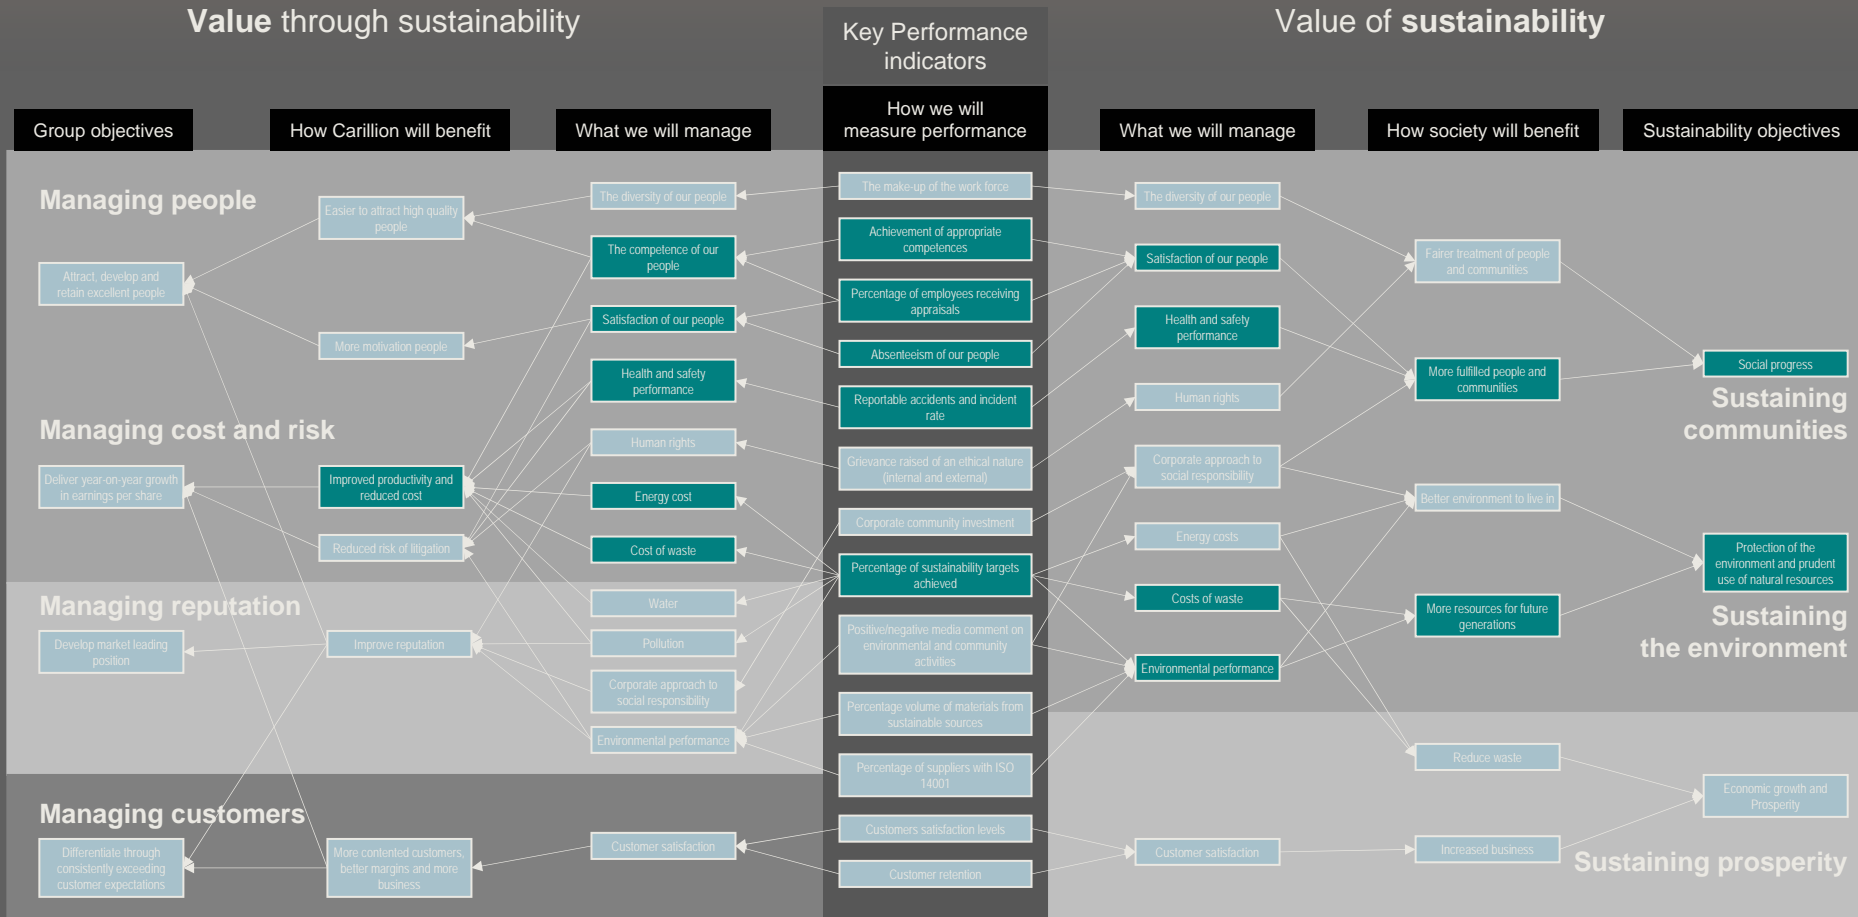 Value through sustainability
Key Performance
indicators
Value of sustainability
Group objectives
How Carillion will benefit
What we will manage
How we will
measure performance
What we will manage
How society will benefit
Sustainability objectives
Managing people
Attract, develop and
retain excellent people
Easier to attract high quality
people
More motivation people
Managing cost and risk
Deliver year-on-year growth
in earnings per share
Improved productivity and
reduced cost
Reduced risk of litigation
Managing reputation
Develop market leading
position
Improve reputation
Managing customers
Differentiate through
consistently exceeding
customer expectations
More contented customers,
better margins and more
business
The diversity of our people
The competence of our
people
Satisfaction of our people
Health and safety
performance
Human rights
Energy cost
Cost of waste
Water
Pollution
Corporate approach to
social responsibility
Environmental performance
Customer satisfaction
The make-up of the work force
Achievement of appropriate
competences
Percentage of employees receiving
appraisals
Absenteeism of our people
Reportable accidents and incident
rate
Grievance raised of an ethical nature
(internal and external)
Corporate community investment
Percentage of sustainability targets
achieved
Positive/negative media comment on
environmental and community
activities
Percentage volume of materials from
sustainable sources
Percentage of suppliers with ISO
14001
Customers satisfaction levels
Customer retention
The diversity of our people
Satisfaction of our people
Health and safety
performance
Human rights
Corporate approach to
social responsibility
Energy costs
Costs of waste
Environmental performance
Customer satisfaction
Fairer treatment of people
and communities
More fulfilled people and
communities
Better environment to live in
More resources for future
generations
Reduce waste
Increased business
Social progress
Sustaining
communities
Protection of the
environment and prudent
use of natural resources
Sustaining
the environment
Economic growth and
Prosperity
Sustaining prosperity